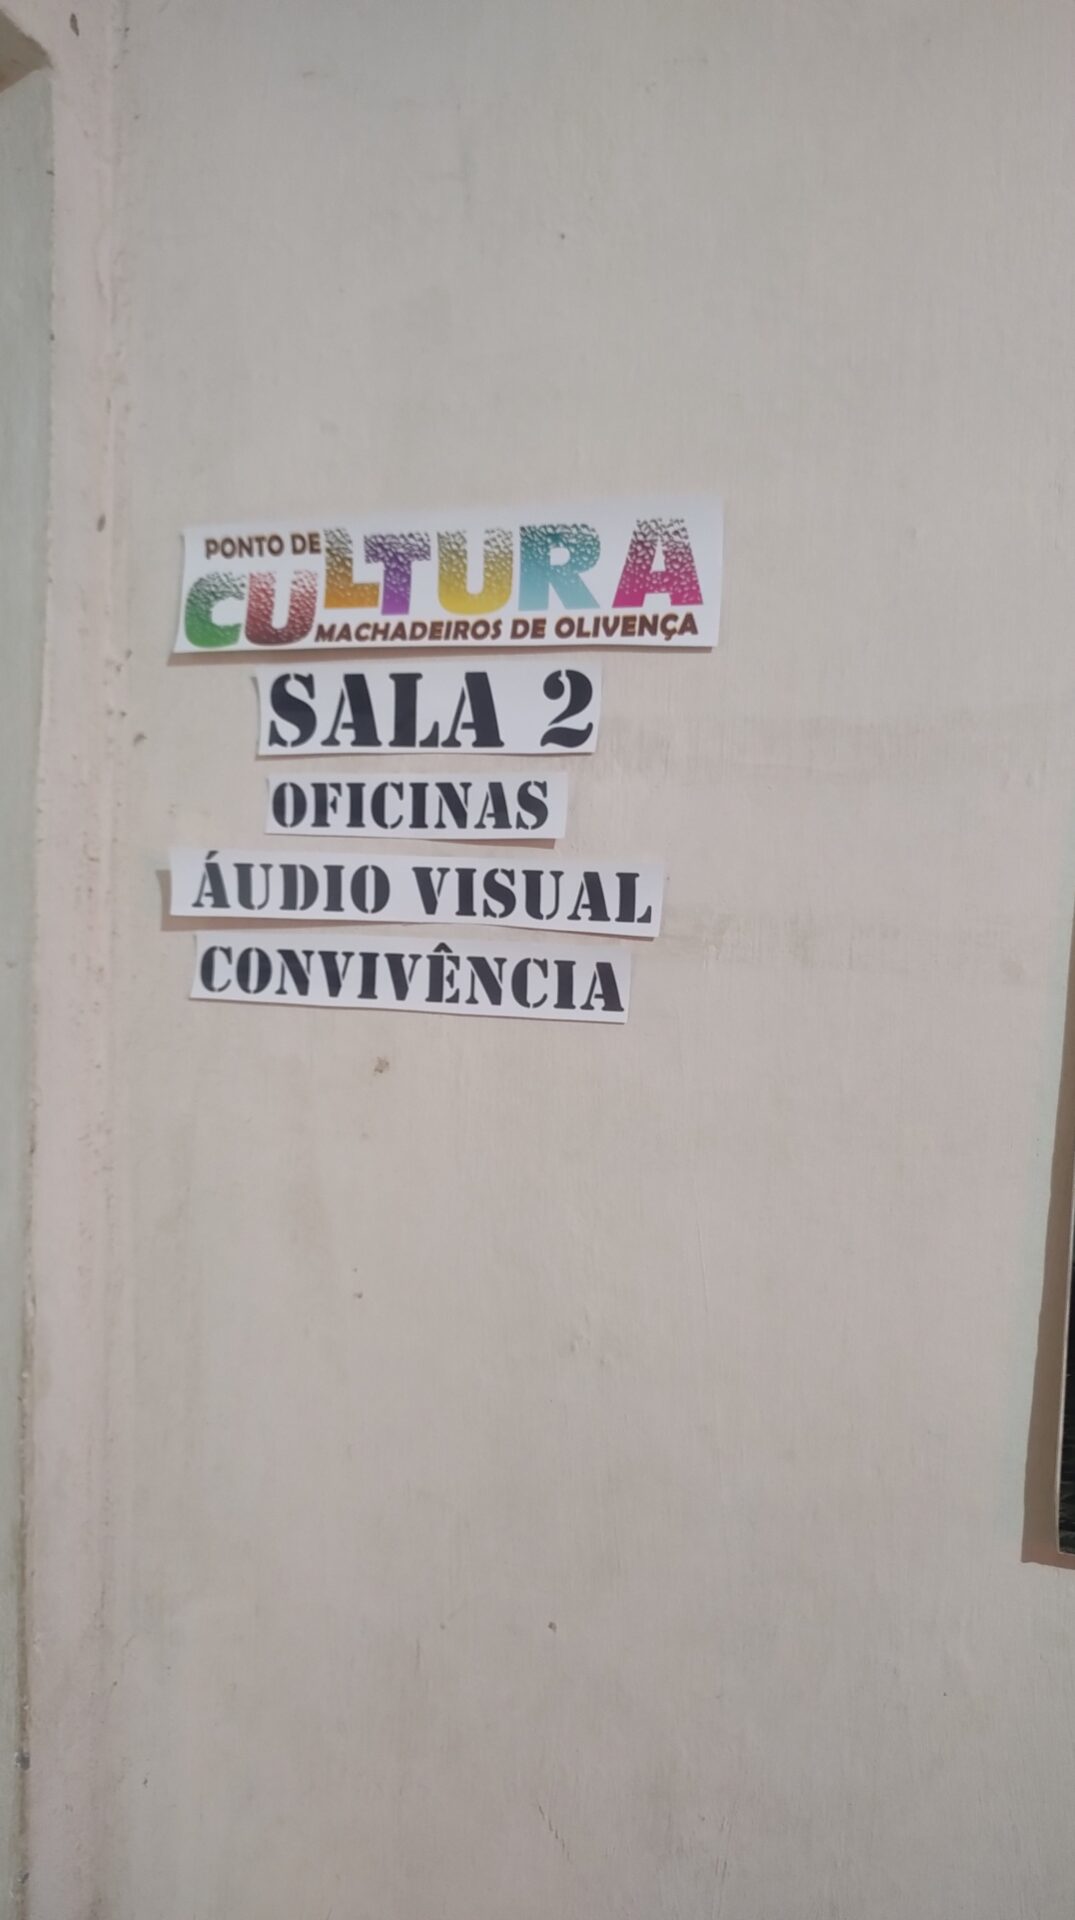 PONTO DE
CULTURA
MACHADEIROS DE OLIVENÇA
SALA 2
OFICINAS
ÁUDIO VISUAL
CONVIVÊNCIA